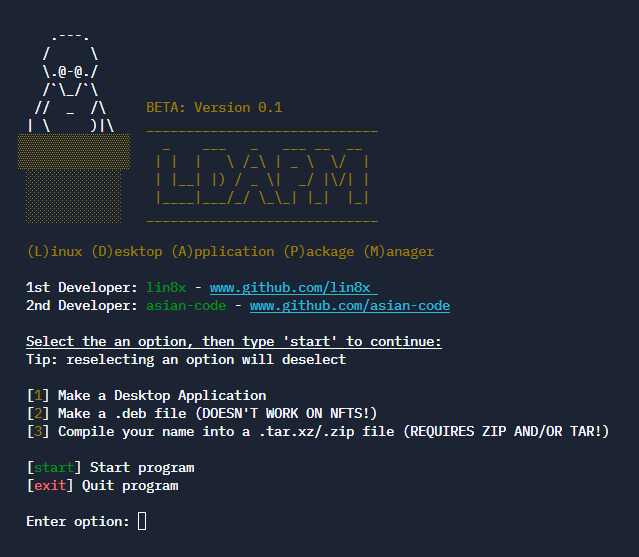 BETA: Version 0.1
LDAPM
(L)inux (D)esktop (A)pplication (P)ackage (M)anager
1st Developer: lin8x - www.github.com/lin8x
2nd Developer: asian-code - www.github.com/asian-code
Select the an option, then type 'start' to continue:
Tip: reselecting an option will deselect
[1] Make a Desktop Application
[2] Make a .deb file (DOESN'T WORK ON NFTS!)
[3] Compile your name into a .tar.xz/.zip file (REQUIRES ZIP AND/OR TAR!)
[start] Start program
[exit] Quit program
Enter option: